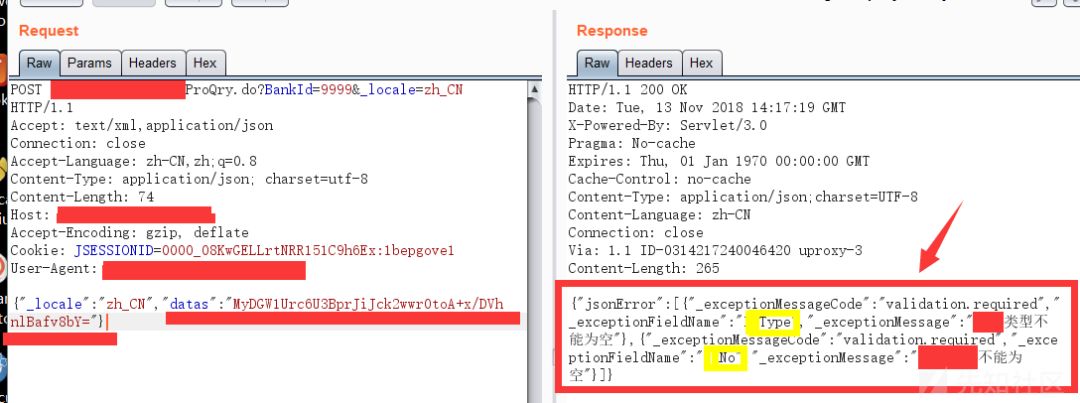 Request
Raw Params Headers Hex
POST ProQry.do?BankId=9999&_locale=zh_CN
HTTP/1.1
Accept: text/xml,application/json
Connection: close
Accept-Language: zh-CN,zh;q=0.8
Content-Type: application/json; charset=utf-8
Content-Length: 74
Host:
Accept-Encoding: gzip, deflate
Cookie: JSESSIONID=0000_08KwGELLrtNRR151C9h6Ex:1bepgove1
User-Agent:
{"_locale":"zh_CN","datas":"MyDGW1Urc6U3BprJiJck2wwr0toA+x/DVh
nlBafv8bY="}
Response
Raw Headers Hex
HTTP/1.1 200 OK
Date: Tue, 13 Nov 2018 14:17:19 GMT
X-Powered-By: Servlet/3.0
Pragma: No-cache
Expires: Thu, 01 Jan 1970 00:00:00 GMT
Cache-Control: no-cache
Content-Type: application/json;charset=UTF-8
Content-Language: zh-CN
Connection: close
Via: 1.1 ID-0314217240046420 uproxy-3
Content-Length: 265
{"jsonError":[{"_exceptionMessageCode":"validation.required","
_exceptionFieldName":" Type","_exceptionMessage":" 类型不
能为空"},{"_exceptionMessageCode":"validation.required","_exce
ptionFieldName":" No" "_exceptionMessage":" 不能为
空"}]}
先知社区